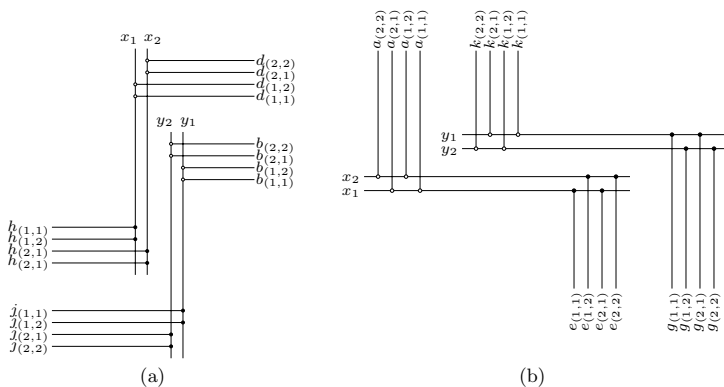 x₁ x₂
d₍₂,₂₎
d₍₂,₁₎
d₍₁,₂₎
d₍₁,₁₎
y₂ y₁
b₍₂,₂₎
b₍₂,₁₎
b₍₁,₂₎
b₍₁,₁₎
h₍₁,₁₎
h₍₁,₂₎
h₍₂,₁₎
h₍₂,₁₎
j₍₁,₁₎
j₍₁,₂₎
j₍₂,₁₎
j₍₂,₂₎
(a)
a₍₂,₂₎
a₍₂,₁₎
a₍₁,₂₎
a₍₁,₁₎
k₍₂,₂₎
k₍₂,₁₎
k₍₁,₂₎
k₍₁,₁₎
y₁
y₂
x₂
x₁
e₍₁,₁₎
e₍₁,₂₎
e₍₂,₁₎
e₍₂,₂₎
g₍₁,₁₎
g₍₁,₂₎
g₍₂,₁₎
g₍₂,₂₎
(b)